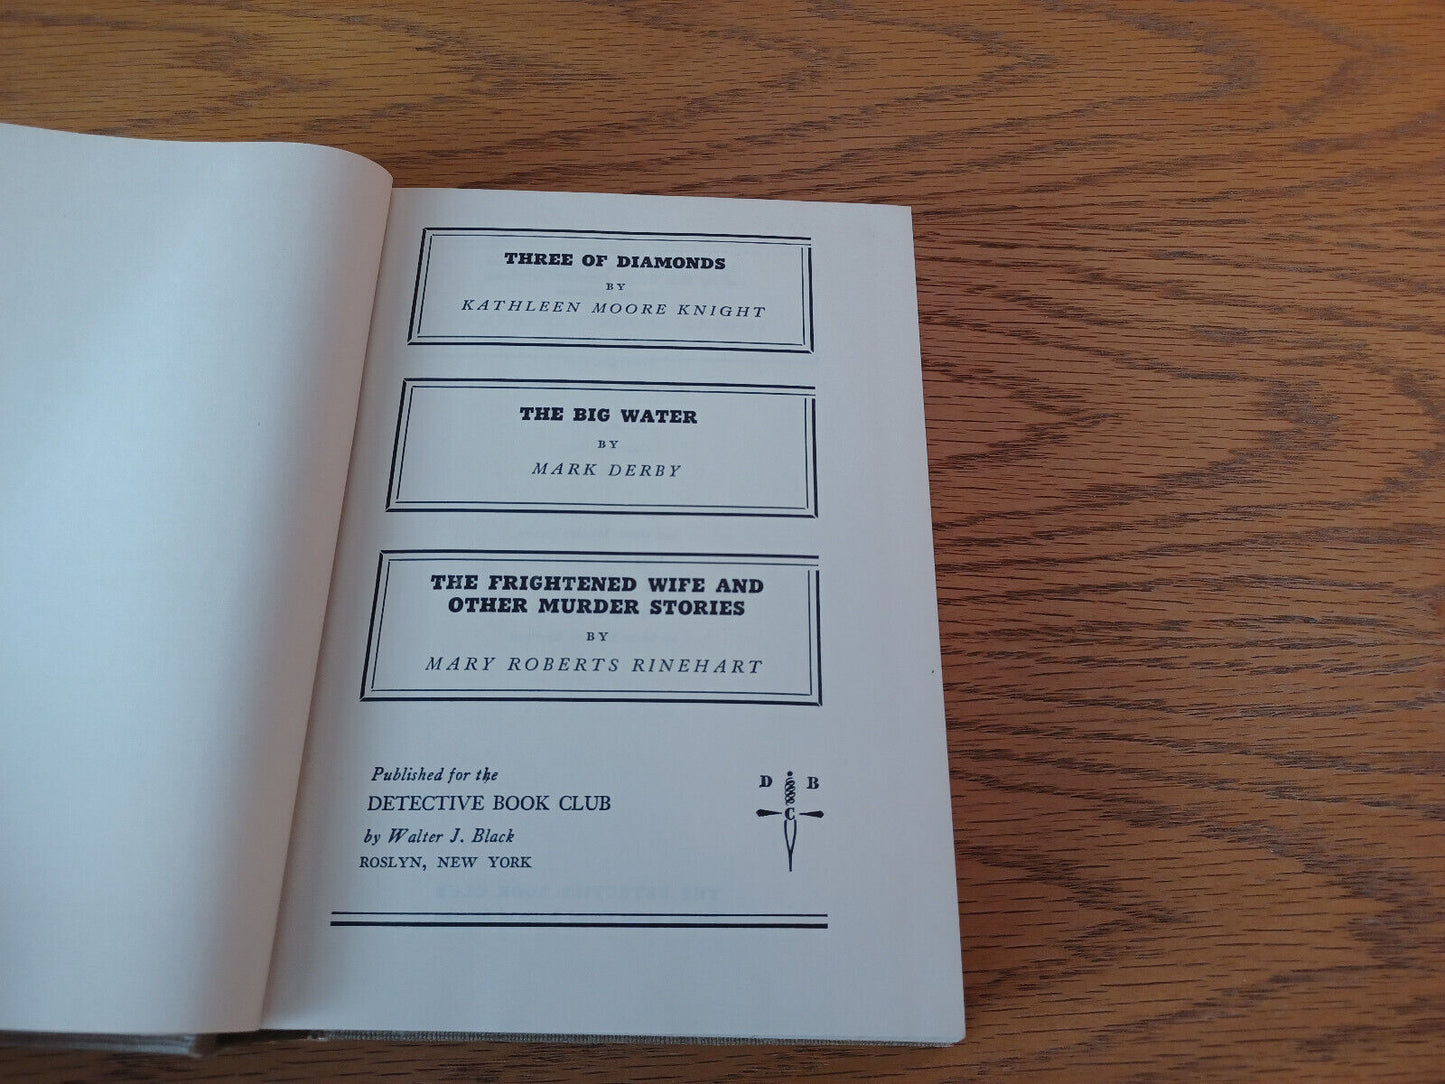 THREE OF DIAMONDS
BY
KATHLEEN MOORE KNIGHT
THE BIG WATER
BY
MARK DERBY
THE FRIGHTENED WIFE AND
OTHER MURDER STORIES
BY
MARY ROBERTS RINEHART
Published for the
DETECTIVE BOOK CLUB
by Walter J. Black
ROSLYN, NEW YORK
D B
C